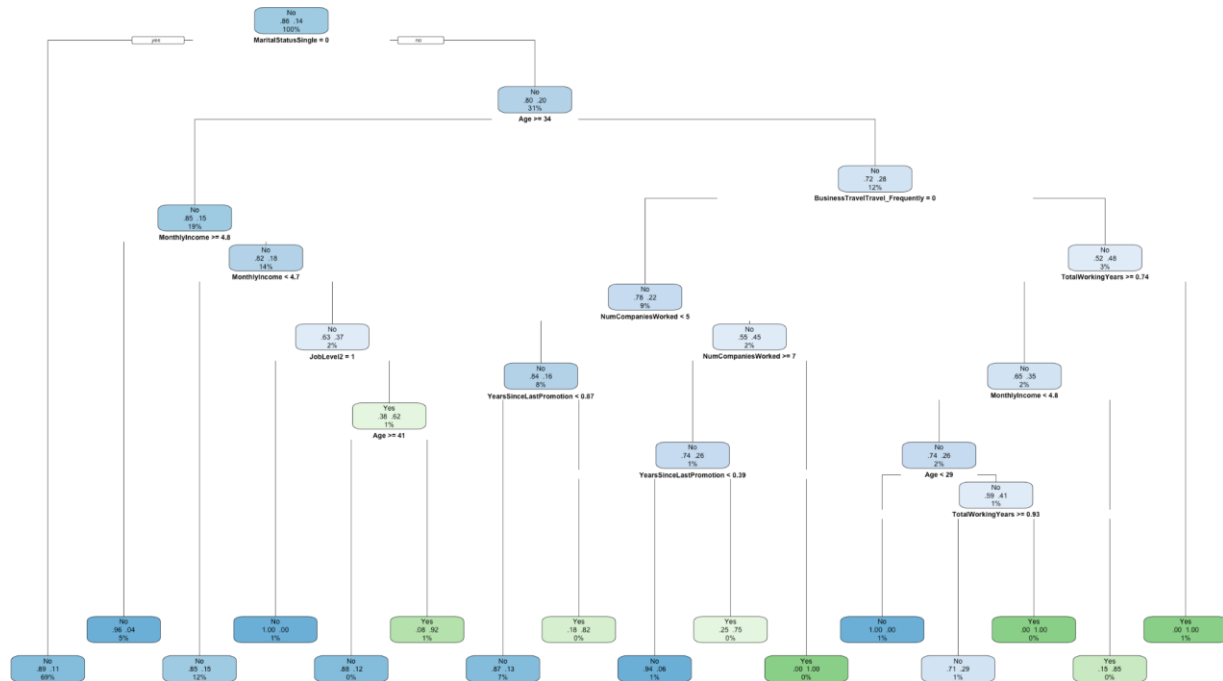 No
.86 .14
100%
MaritalStatusSingle = 0
yes
no
No
.80 .20
31%
Age >= 34
No
.72 .28
12%
BusinessTravelTravel_Frequently = 0
No
.85 .15
19%
MonthlyIncome >= 4.8
No
.82 .18
14%
MonthlyIncome < 4.7
No
.52 .48
3%
TotalWorkingYears >= 0.74
No
.78 .22
9%
NumCompaniesWorked < 5
No
.63 .37
2%
JobLevel2 = 1
No
.55 .45
2%
NumCompaniesWorked >= 7
No
.84 .16
8%
YearsSinceLastPromotion < 0.87
No
.65 .35
2%
MonthlyIncome < 4.8
Yes
.38 .62
1%
Age >= 41
No
.74 .26
1%
YearsSinceLastPromotion < 0.39
No
.74 .26
2%
Age < 29
No
.59 .41
1%
TotalWorkingYears >= 0.93
No
.96 .04
5%
No
1.00 .00
1%
Yes
.08 .92
1%
Yes
.18 .82
0%
Yes
.25 .75
0%
No
1.00 .00
1%
Yes
.00 1.00
0%
Yes
.00 1.00
1%
No
.89 .11
69%
No
.85 .15
12%
No
.88 .12
0%
No
.87 .13
7%
No
.94 .06
1%
Yes
.00 1.00
0%
No
.71 .29
1%
Yes
.15 .85
0%